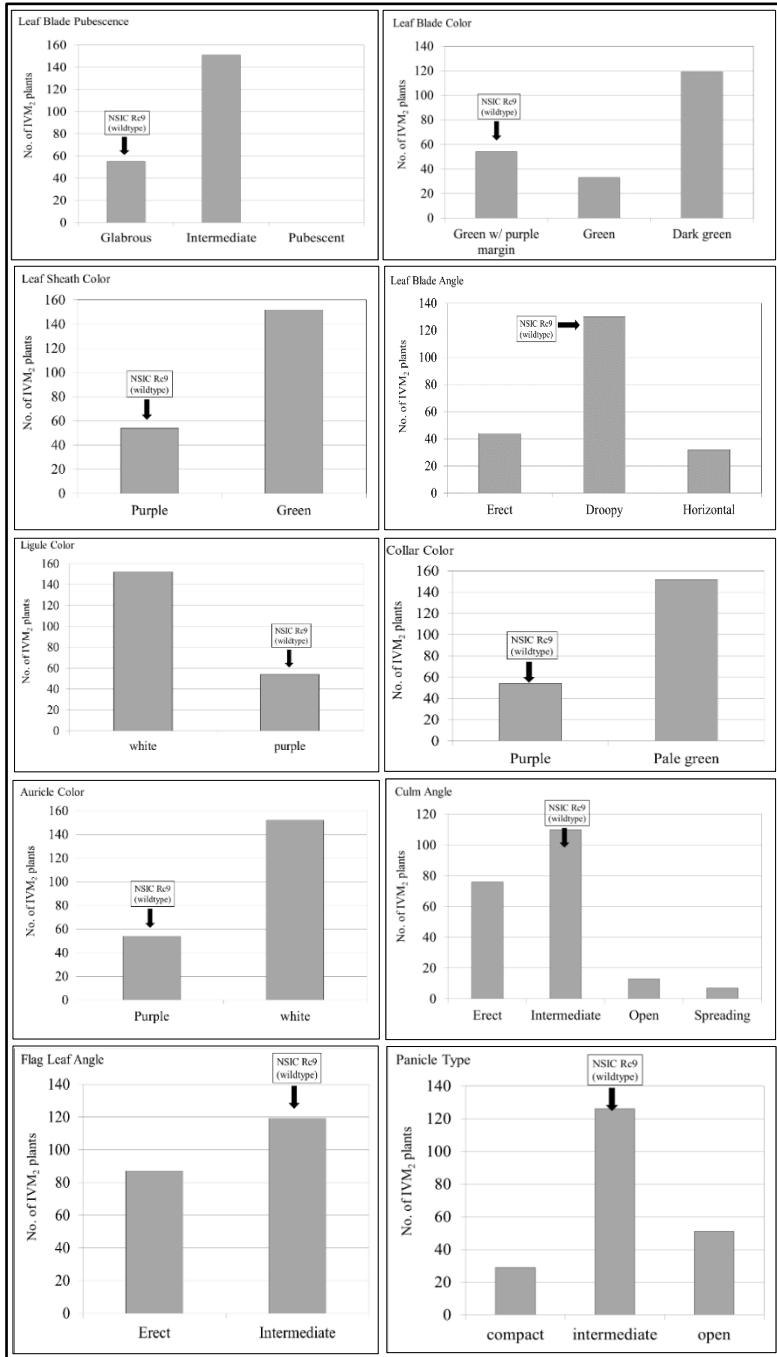 Leaf Blade Pubescence
No. of IVM₂ plants
160
140
120
100
80
60
40
20
0
NSIC Rc9
(wildtype)
Glabrous Intermediate Pubescent
Leaf Blade Color
No. of IVM₂ plants
140
120
100
80
60
40
20
0
NSIC Rc9
(wildtype)
Green w/ purple Green Dark green
margin
Leaf Sheath Color
No. of IVM₂ plants
160
140
120
100
80
60
40
20
0
NSIC Rc9
(wildtype)
Purple Green
Leaf Blade Angle
No. of IVM₂ plants
140
120
100
80
60
40
20
0
NSIC Rc9
(wildtype)
Erect Droopy Horizontal
Ligule Color
No. of IVM₂ plants
160
140
120
100
80
60
40
20
0
NSIC Rc9
(wildtype)
white purple
Collar Color
No. of IVM₂ plants
160
140
120
100
80
60
40
20
0
NSIC Rc9
(wildtype)
Purple Pale green
Auricle Color
No. of IVM₂ plants
160
140
120
100
80
60
40
20
0
NSIC Rc9
(wildtype)
Purple white
Culm Angle
No. of IVM₂ plants
120
100
80
60
40
20
0
NSIC Rc9
(wildtype)
Erect Intermediate Open Spreading
Flag Leaf Angle
No. of IVM₂ plants
140
120
100
80
60
40
20
0
NSIC Rc9
(wildtype)
Erect Intermediate
Panicle Type
No. of IVM₂ plants
140
120
100
80
60
40
20
0
NSIC Rc9
(wildtype)
compact intermediate open